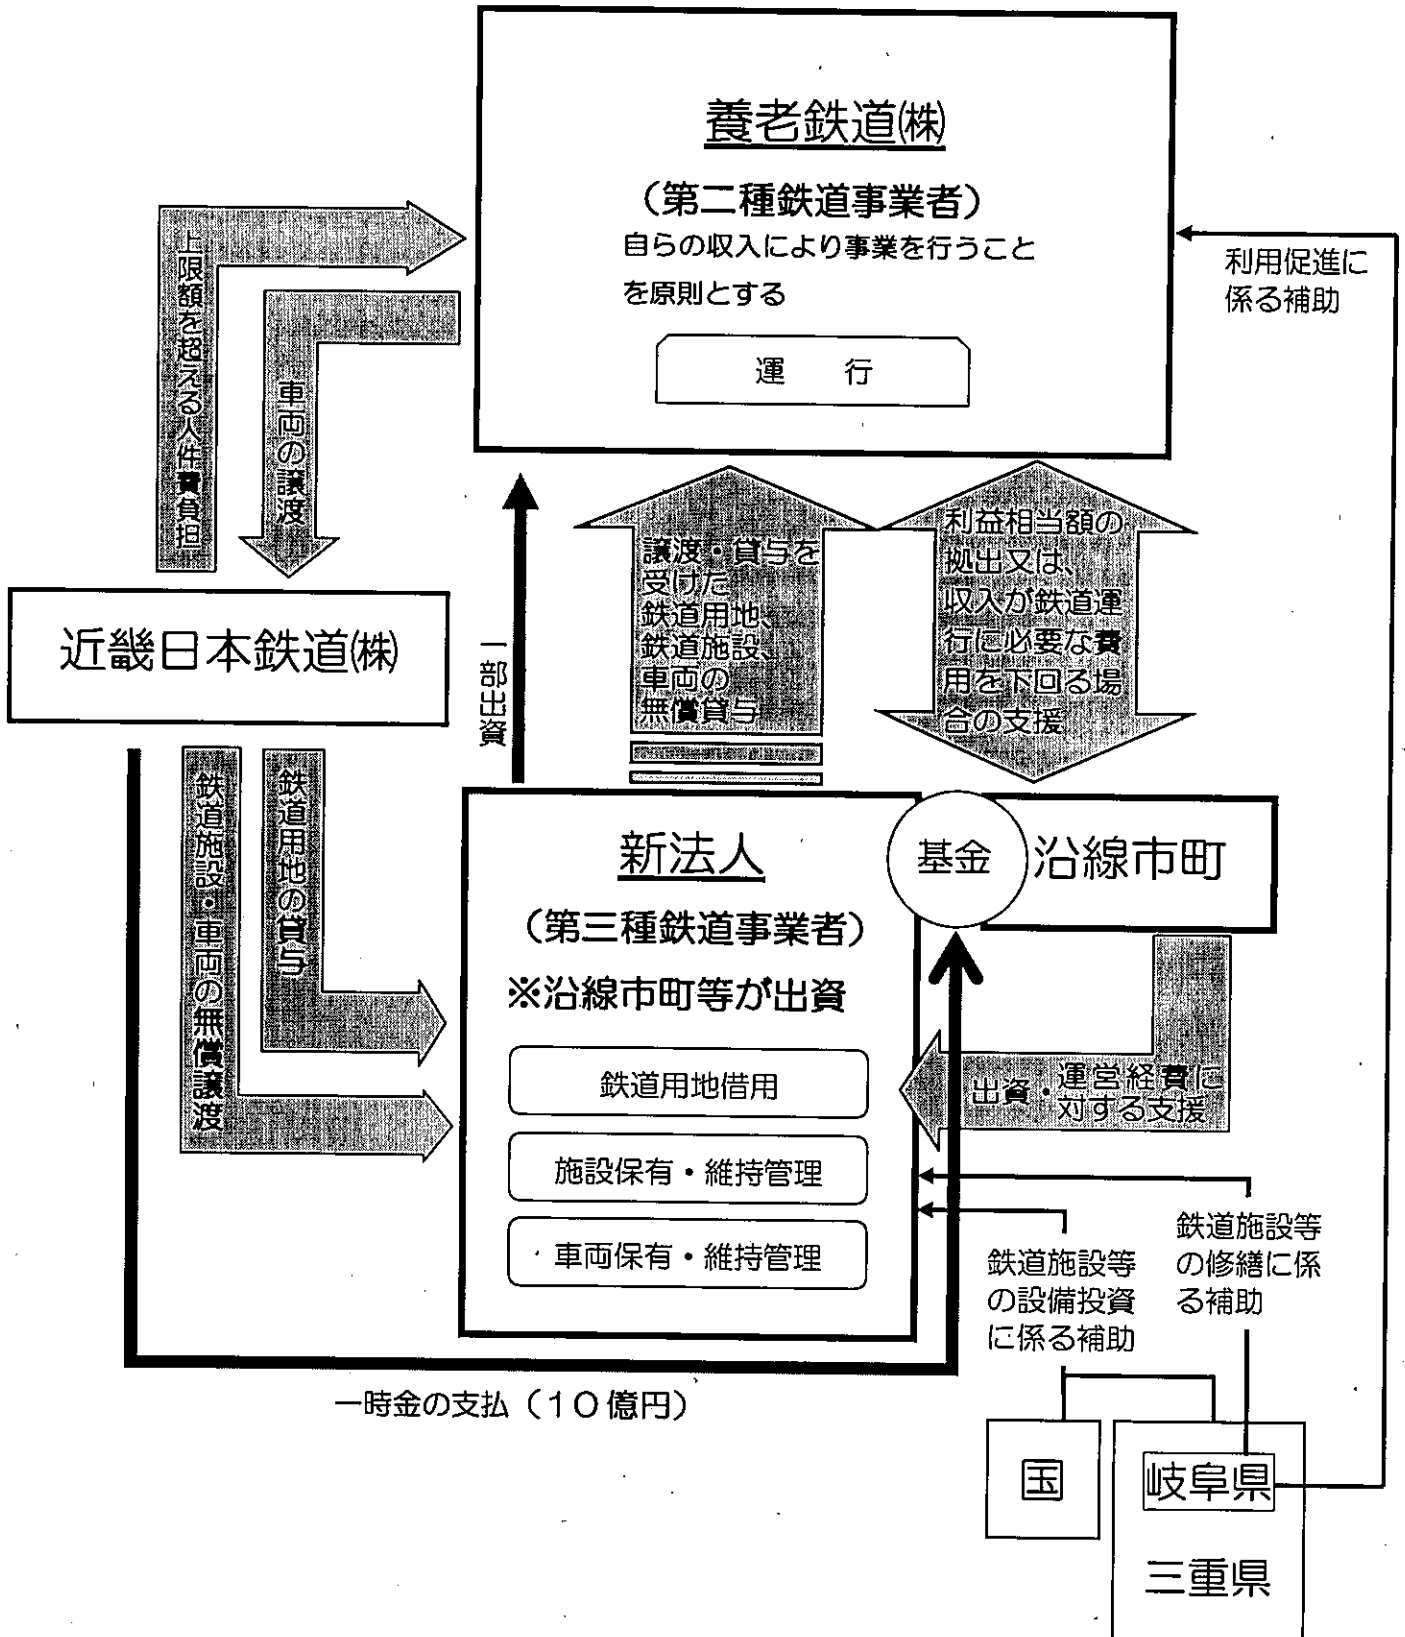 養老鉄道㈱
（第二種鉄道事業者）
自らの収入により事業を行うこと
を原則とする
運　行
利用促進に
係る補助
上限額を超える人件費負担
車両の譲渡
近畿日本鉄道㈱
一部出資
譲渡・貸与を
受けた
鉄道用地、
鉄道施設、
車両の
無償貸与
利益相当額の
拠出又は、
収入が鉄道運
行に必要な費
用を下回る場
合の支援
鉄道施設・車両の無償譲渡
鉄道用地の貸与
新法人
（第三種鉄道事業者）
※沿線市町等が出資
鉄道用地借用
施設保有・維持管理
車両保有・維持管理
基金
沿線市町
出資・運営経費に
対する支援
鉄道施設等
の設備投資
に係る補助
鉄道施設等
の修繕に係
る補助
一時金の支払（１０億円）
国
岐阜県
三重県